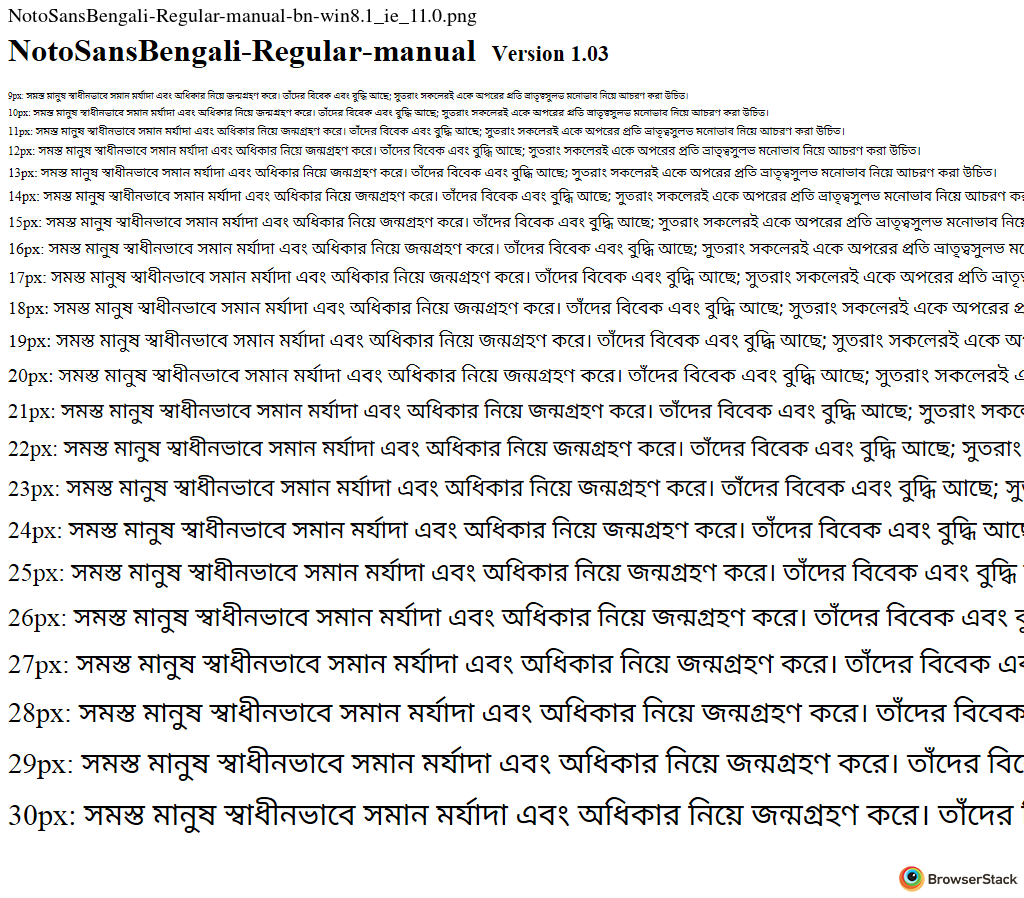 NotoSansBengali-Regular-manual-bn-win8.1_ie_11.0.png
NotoSansBengali-Regular-manual Version 1.03
9px: সমস্ত মানুষ স্বাধীনভাবে সমান মর্যাদা এবং অধিকার নিয়ে জন্মগ্রহণ করে। তাঁদের বিবেক এবং বুদ্ধি আছে; সুতরাং সকলেরই একে অপরের প্রতি ভ্রাতৃত্বসুলভ মনোভাব নিয়ে আচরণ করা উচিত।
10px: সমস্ত মানুষ স্বাধীনভাবে সমান মর্যাদা এবং অধিকার নিয়ে জন্মগ্রহণ করে। তাঁদের বিবেক এবং বুদ্ধি আছে; সুতরাং সকলেরই একে অপরের প্রতি ভ্রাতৃত্বসুলভ মনোভাব নিয়ে আচরণ করা উচিত।
11px: সমস্ত মানুষ স্বাধীনভাবে সমান মর্যাদা এবং অধিকার নিয়ে জন্মগ্রহণ করে। তাঁদের বিবেক এবং বুদ্ধি আছে; সুতরাং সকলেরই একে অপরের প্রতি ভ্রাতৃত্বসুলভ মনোভাব নিয়ে আচরণ করা উচিত।
12px: সমস্ত মানুষ স্বাধীনভাবে সমান মর্যাদা এবং অধিকার নিয়ে জন্মগ্রহণ করে। তাঁদের বিবেক এবং বুদ্ধি আছে; সুতরাং সকলেরই একে অপরের প্রতি ভ্রাতৃত্বসুলভ মনোভাব নিয়ে আচরণ করা উচিত।
13px: সমস্ত মানুষ স্বাধীনভাবে সমান মর্যাদা এবং অধিকার নিয়ে জন্মগ্রহণ করে। তাঁদের বিবেক এবং বুদ্ধি আছে; সুতরাং সকলেরই একে অপরের প্রতি ভ্রাতৃত্বসুলভ মনোভাব নিয়ে আচরণ করা উচিত।
14px: সমস্ত মানুষ স্বাধীনভাবে সমান মর্যাদা এবং অধিকার নিয়ে জন্মগ্রহণ করে। তাঁদের বিবেক এবং বুদ্ধি আছে; সুতরাং সকলেরই একে অপরের প্রতি ভ্রাতৃত্বসুলভ মনোভাব নিয়ে আচরণ
15px: সমস্ত মানুষ স্বাধীনভাবে সমান মর্যাদা এবং অধিকার নিয়ে জন্মগ্রহণ করে। তাঁদের বিবেক এবং বুদ্ধি আছে; সুতরাং সকলেরই একে অপরের প্রতি ভ্রাতৃত্বসুলভ মনোভাব নিয়ে
16px: সমস্ত মানুষ স্বাধীনভাবে সমান মর্যাদা এবং অধিকার নিয়ে জন্মগ্রহণ করে। তাঁদের বিবেক এবং বুদ্ধি আছে; সুতরাং সকলেরই একে অপরের প্রতি ভ্রাতৃত্বসুলভ
17px: সমস্ত মানুষ স্বাধীনভাবে সমান মর্যাদা এবং অধিকার নিয়ে জন্মগ্রহণ করে। তাঁদের বিবেক এবং বুদ্ধি আছে; সুতরাং সকলেরই একে অপরের প্রতি
18px: সমস্ত মানুষ স্বাধীনভাবে সমান মর্যাদা এবং অধিকার নিয়ে জন্মগ্রহণ করে। তাঁদের বিবেক এবং বুদ্ধি আছে; সুতরাং সকলেরই একে অপরের
19px: সমস্ত মানুষ স্বাধীনভাবে সমান মর্যাদা এবং অধিকার নিয়ে জন্মগ্রহণ করে। তাঁদের বিবেক এবং বুদ্ধি আছে; সুতরাং সকলেরই একে
20px: সমস্ত মানুষ স্বাধীনভাবে সমান মর্যাদা এবং অধিকার নিয়ে জন্মগ্রহণ করে। তাঁদের বিবেক এবং বুদ্ধি আছে; সুতরাং সকলেরই
21px: সমস্ত মানুষ স্বাধীনভাবে সমান মর্যাদা এবং অধিকার নিয়ে জন্মগ্রহণ করে। তাঁদের বিবেক এবং বুদ্ধি আছে; সুতরাং
22px: সমস্ত মানুষ স্বাধীনভাবে সমান মর্যাদা এবং অধিকার নিয়ে জন্মগ্রহণ করে। তাঁদের বিবেক এবং বুদ্ধি আছে; সুতরাং
23px: সমস্ত মানুষ স্বাধীনভাবে সমান মর্যাদা এবং অধিকার নিয়ে জন্মগ্রহণ করে। তাঁদের বিবেক এবং বুদ্ধি আছে;
24px: সমস্ত মানুষ স্বাধীনভাবে সমান মর্যাদা এবং অধিকার নিয়ে জন্মগ্রহণ করে। তাঁদের বিবেক এবং বুদ্ধি
25px: সমস্ত মানুষ স্বাধীনভাবে সমান মর্যাদা এবং অধিকার নিয়ে জন্মগ্রহণ করে। তাঁদের বিবেক এবং বুদ্ধি
26px: সমস্ত মানুষ স্বাধীনভাবে সমান মর্যাদা এবং অধিকার নিয়ে জন্মগ্রহণ করে। তাঁদের বিবেক এবং
27px: সমস্ত মানুষ স্বাধীনভাবে সমান মর্যাদা এবং অধিকার নিয়ে জন্মগ্রহণ করে। তাঁদের বিবেক
28px: সমস্ত মানুষ স্বাধীনভাবে সমান মর্যাদা এবং অধিকার নিয়ে জন্মগ্রহণ করে। তাঁদের বিবেক
29px: সমস্ত মানুষ স্বাধীনভাবে সমান মর্যাদা এবং অধিকার নিয়ে জন্মগ্রহণ করে। তাঁদের
30px: সমস্ত মানুষ স্বাধীনভাবে সমান মর্যাদা এবং অধিকার নিয়ে জন্মগ্রহণ করে। তাঁদের
BrowserStack